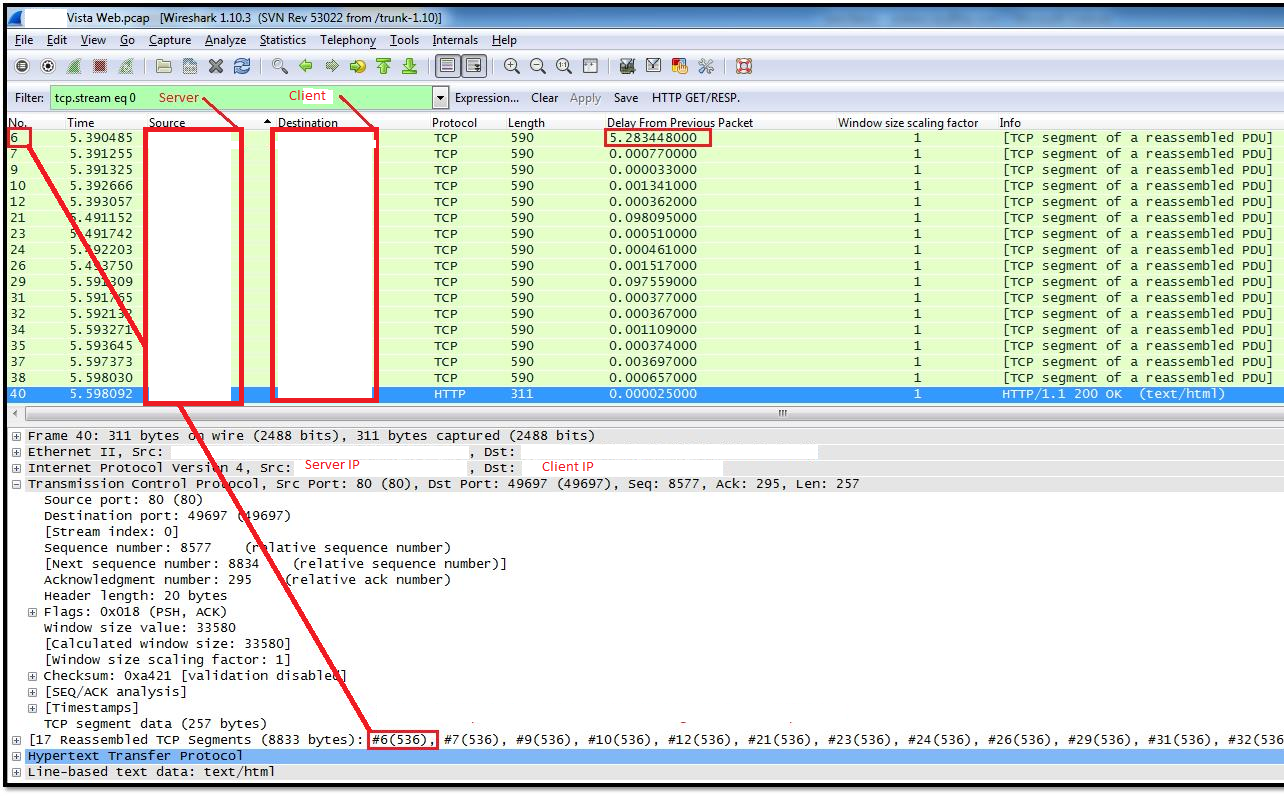 Vista Web.pcap [Wireshark 1.10.3 (SVN Rev 53022 from /trunk-1.10)]
File Edit View Go Capture Analyze Statistics Telephony Tools Internals Help
Filter: tcp.stream eq 0 Server Client Expression... Clear Apply Save HTTP GET/RESP.
No. Time Source Destination Protocol Length Delay From Previous Packet Window size scaling factor Info
6 5.390485 TCP 590 5.283448000 1 [TCP segment of a reassembled PDU]
7 5.391255 TCP 590 0.000770000 1 [TCP segment of a reassembled PDU]
9 5.391325 TCP 590 0.000033000 1 [TCP segment of a reassembled PDU]
10 5.392666 TCP 590 0.001341000 1 [TCP segment of a reassembled PDU]
12 5.393057 TCP 590 0.000362000 1 [TCP segment of a reassembled PDU]
21 5.491152 TCP 590 0.098095000 1 [TCP segment of a reassembled PDU]
23 5.491742 TCP 590 0.000510000 1 [TCP segment of a reassembled PDU]
24 5.492203 TCP 590 0.000461000 1 [TCP segment of a reassembled PDU]
26 5.493750 TCP 590 0.001517000 1 [TCP segment of a reassembled PDU]
29 5.591309 TCP 590 0.097559000 1 [TCP segment of a reassembled PDU]
31 5.591765 TCP 590 0.000377000 1 [TCP segment of a reassembled PDU]
32 5.592132 TCP 590 0.000367000 1 [TCP segment of a reassembled PDU]
34 5.593271 TCP 590 0.001109000 1 [TCP segment of a reassembled PDU]
35 5.593645 TCP 590 0.000374000 1 [TCP segment of a reassembled PDU]
37 5.597373 TCP 590 0.003697000 1 [TCP segment of a reassembled PDU]
38 5.598030 TCP 590 0.000657000 1 [TCP segment of a reassembled PDU]
40 5.598092 HTTP 311 0.000025000 1 HTTP/1.1 200 OK (text/html)
Frame 40: 311 bytes on wire (2488 bits), 311 bytes captured (2488 bits)
Ethernet II, Src: , Dst:
Internet Protocol Version 4, Src: Server IP , Dst: Client IP
Transmission Control Protocol, Src Port: 80 (80), Dst Port: 49697 (49697), Seq: 8577, Ack: 295, Len: 257
Source port: 80 (80)
Destination port: 49697 (49697)
[Stream index: 0]
Sequence number: 8577 (relative sequence number)
[Next sequence number: 8834 (relative sequence number)]
Acknowledgment number: 295 (relative ack number)
Header length: 20 bytes
Flags: 0x018 (PSH, ACK)
Window size value: 33580
[Calculated window size: 33580]
[Window size scaling factor: 1]
Checksum: 0xa421 [validation disabled]
[SEQ/ACK analysis]
[Timestamps]
TCP segment data (257 bytes)
[17 Reassembled TCP Segments (8833 bytes): #6(536), #7(536), #9(536), #10(536), #12(536), #21(536), #23(536), #24(536), #26(536), #29(536), #31(536), #32(536
Hypertext Transfer Protocol
Line-based text data: text/html